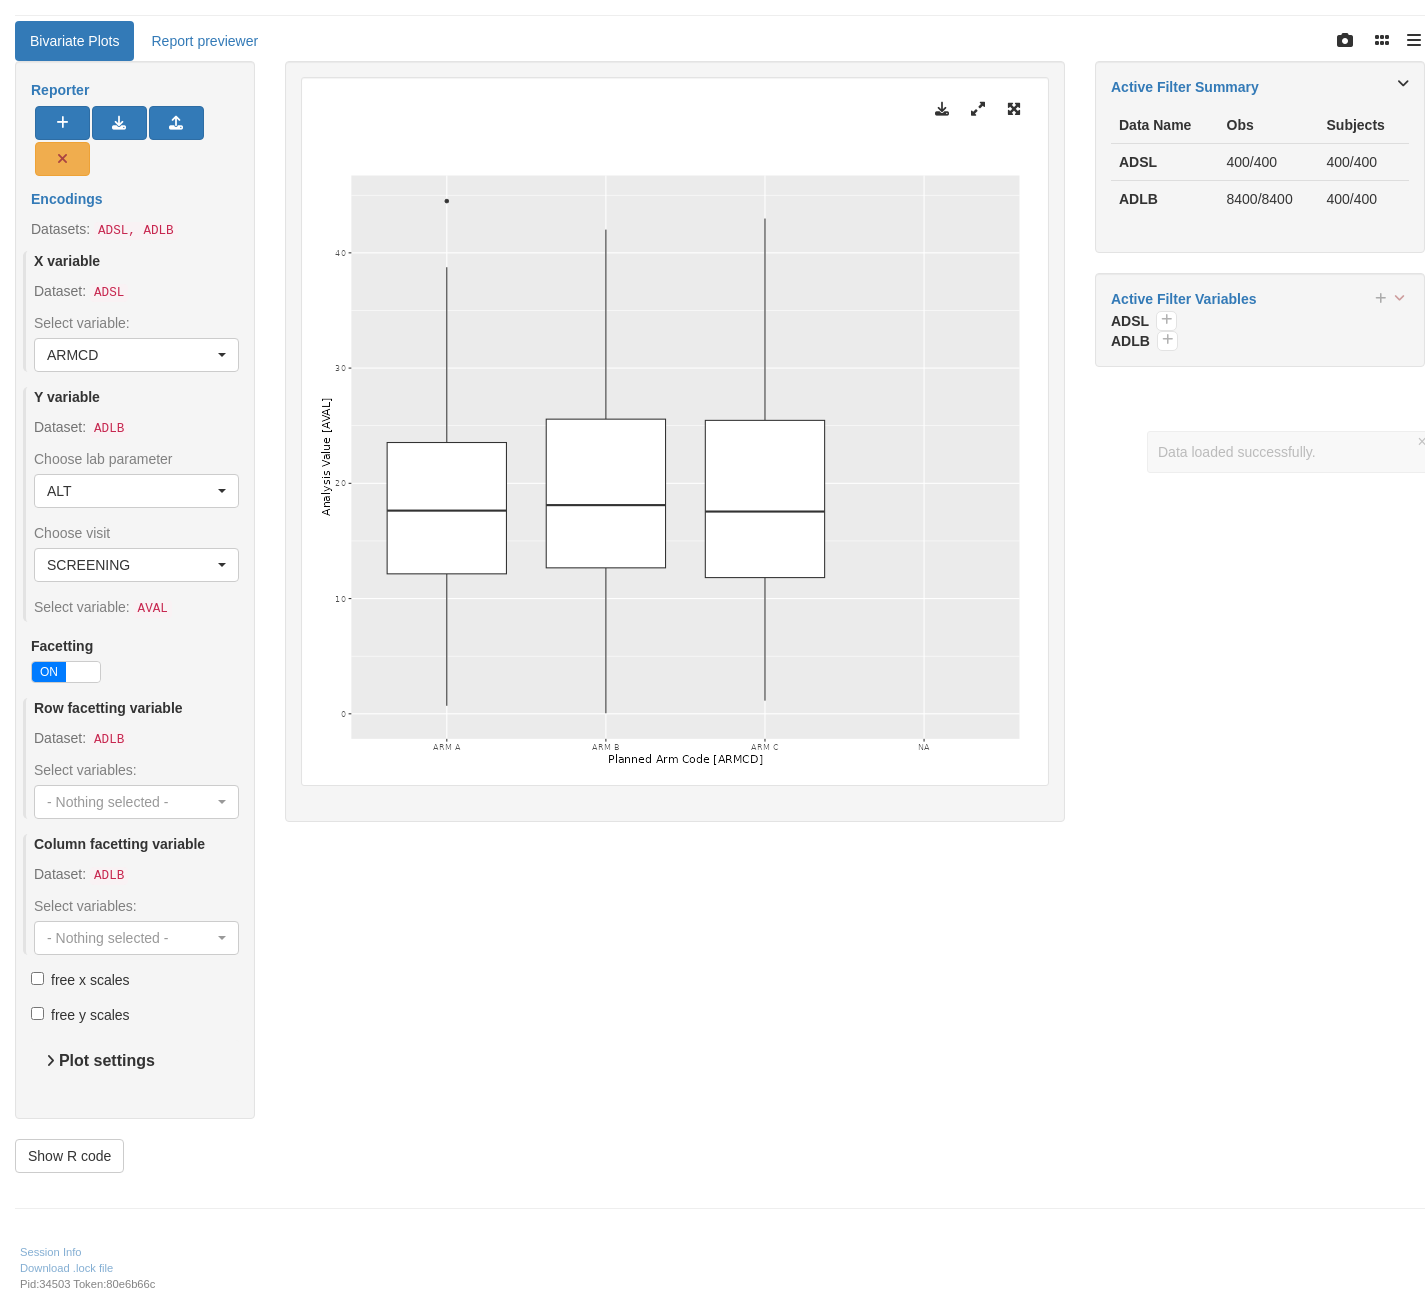 Bivariate Plots
Report previewer
Reporter
Encodings
Datasets: ADSL, ADLB
X variable
Dataset: ADSL
Select variable:
ARMCD
Y variable
Dataset: ADLB
Choose lab parameter
ALT
Choose visit
SCREENING
Select variable: AVAL
Facetting
ON
Row facetting variable
Dataset: ADLB
Select variables:
- Nothing selected -
Column facetting variable
Dataset: ADLB
Select variables:
- Nothing selected -
free x scales
free y scales
Plot settings
Show R code
Analysis Value [AVAL]
40
30
20
10
0
ARM A ARM B ARM C NA
Planned Arm Code [ARMCD]
Active Filter Summary
Data Name Obs Subjects
ADSL 400/400 400/400
ADLB 8400/8400 400/400
Active Filter Variables
ADSL
ADLB
Data loaded successfully.
Session Info
Download .lock file
Pid:34503 Token:80e6b66c